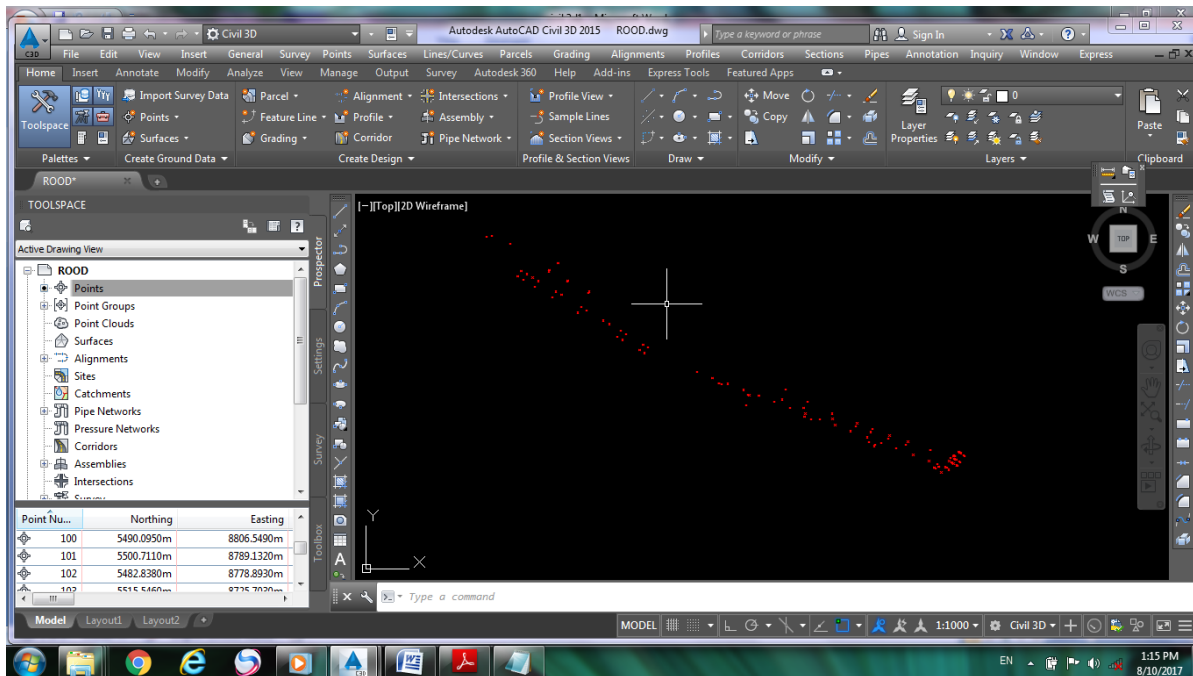 Autodesk AutoCAD Civil 3D 2015 ROOD.dwg
Civil 3D
Type a keyword or phrase
Sign In
C3D File Edit View Insert General Survey Points Surfaces Lines/Curves Parcels Grading Alignments Profiles Corridors Sections Pipes Annotation Inquiry Window Express
Home Insert Annotate Modify Analyze View Manage Output Survey Autodesk 360 Help Add-ins Express Tools Featured Apps
Import Survey Data Parcel Alignment Intersections Profile View Move 0
Toolspace Points Feature Line Profile Assembly Sample Lines Copy Layer Properties Paste
Surfaces Grading Corridor Pipe Network Section Views
Palettes Create Ground Data Create Design Profile & Section Views Draw Modify Layers Clipboard
ROOD*
TOOLSPACE
[−][Top][2D Wireframe]
Active Drawing View
ROOD
Points
Point Groups
Point Clouds
Surfaces
Alignments
Sites
Catchments
Pipe Networks
Pressure Networks
Corridors
Assemblies
Intersections
Survey
Prospector
Settings
Survey
Toolbox
N
W TOP E
S
WCS
Point Nu... Northing Easting
100 5490.0950m 8806.5490m
101 5500.7110m 8789.1320m
102 5482.8380m 8778.8930m
103 5515.5460m 8725.7030m
Y
X
Type a command
Model Layout1 Layout2
MODEL 1:1000 Civil 3D
EN 1:15 PM
8/10/2017